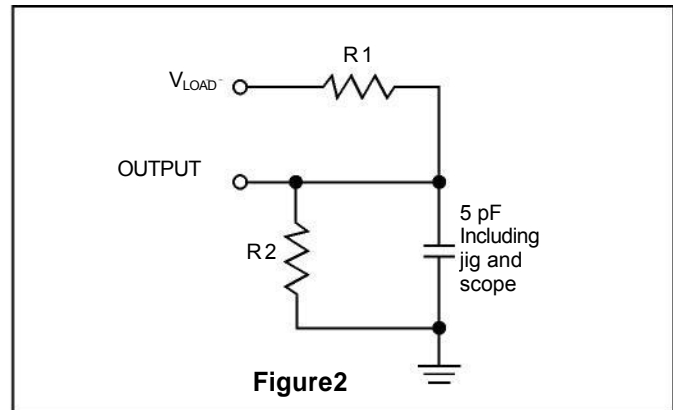 R1
VLOAD
OUTPUT
5 pF
Including
jig and
scope
R2
Figure2